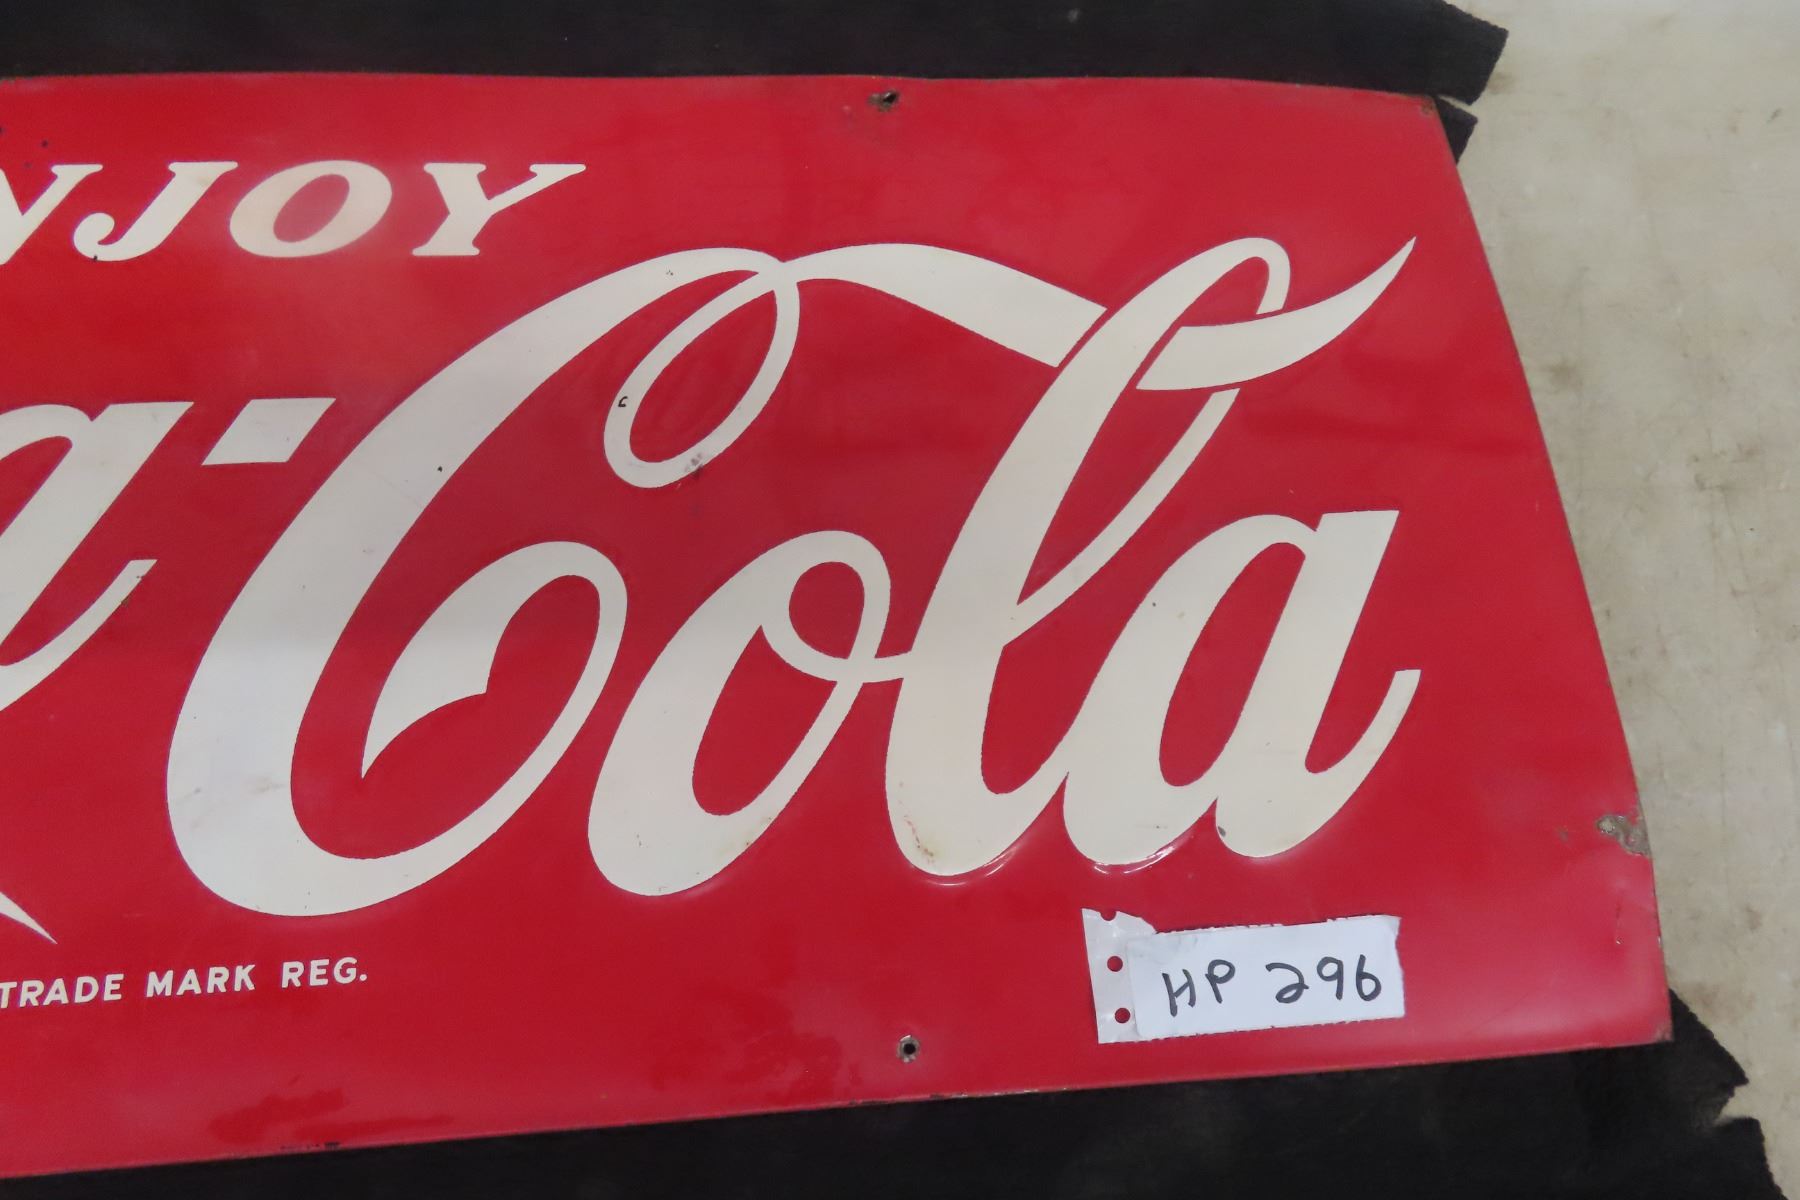 NJOY
a-Cola
TRADE MARK REG.
HP 296